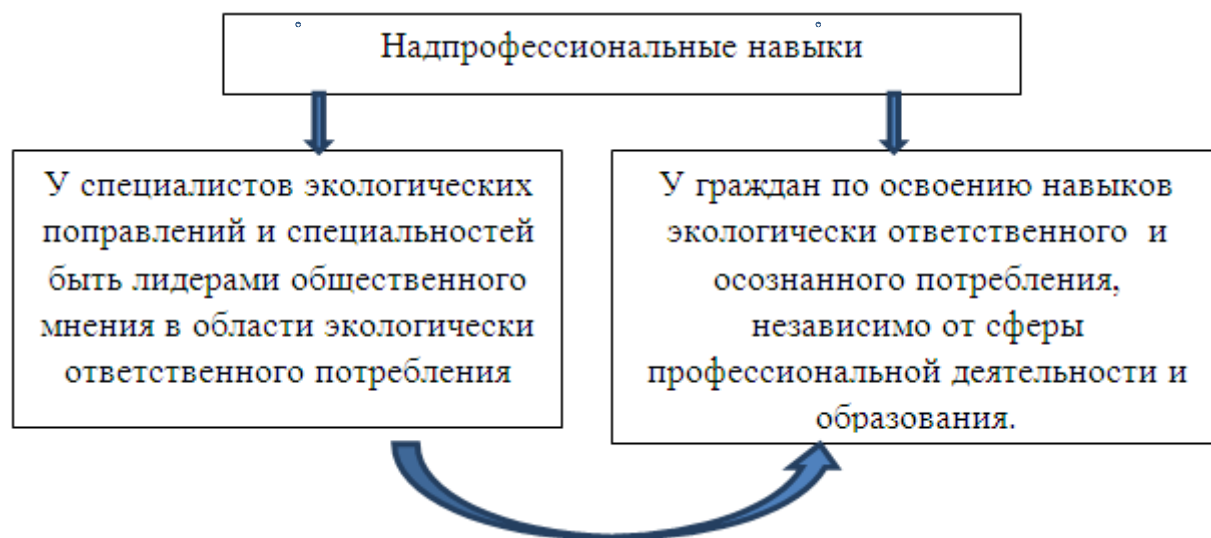 Надпрофессиональные навыки
У специалистов экологических
поправлений и специальностей
быть лидерами общественного
мнения в области экологически
ответственного потребления
У граждан по освоению навыков
экологически ответственного и
осознанного потребления,
независимо от сферы
профессиональной деятельности и
образования.